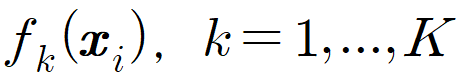 f_k(𝒙_i), k=1,...,K